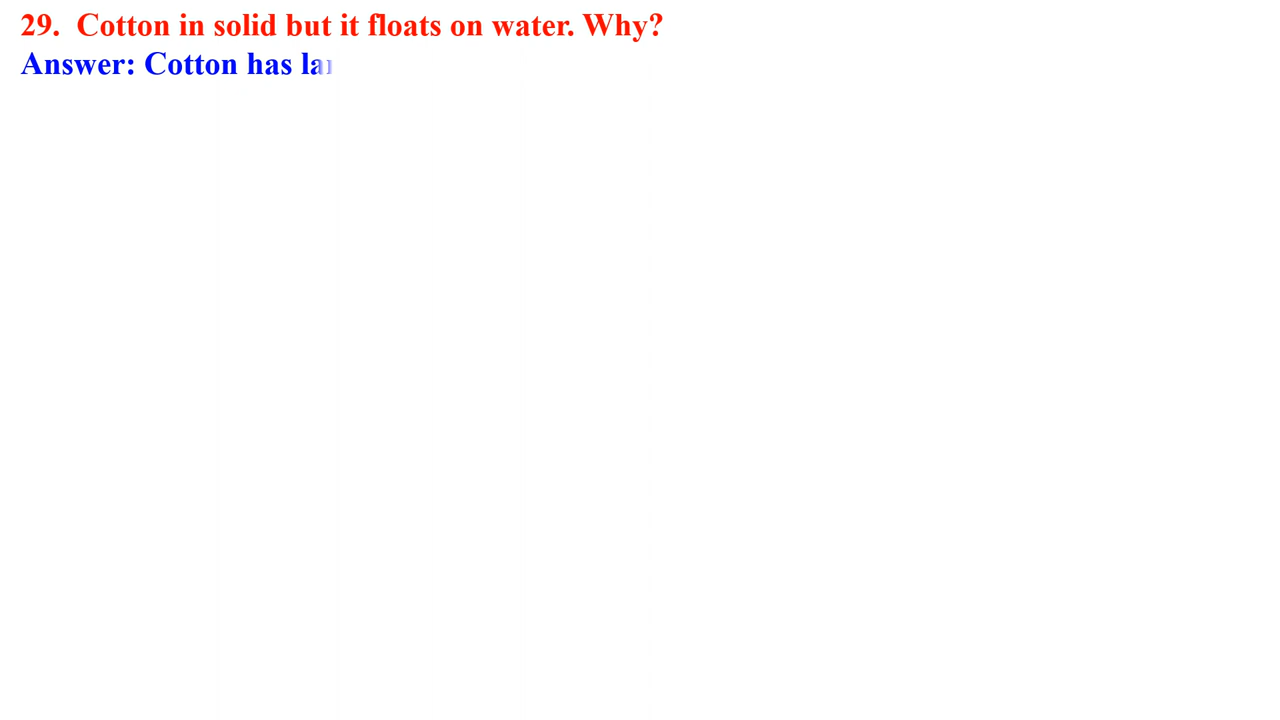 29. Cotton in solid but it floats on water. Why?
Answer: Cotton has